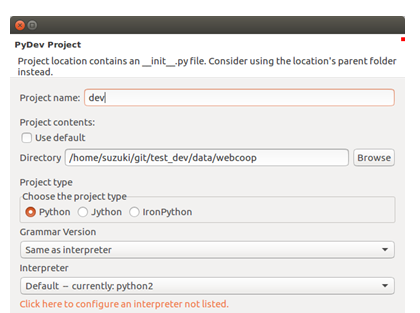 PyDev Project
Project location contains an __init__.py file. Consider using the location's parent folder
instead.
Project name: dev
Project contents:
Use default
Directory /home/suzuki/git/test_dev/data/webcoop Browse
Project type
Choose the project type
Python Jython IronPython
Grammar Version
Same as interpreter
Interpreter
Default – currently: python2
Click here to configure an interpreter not listed.